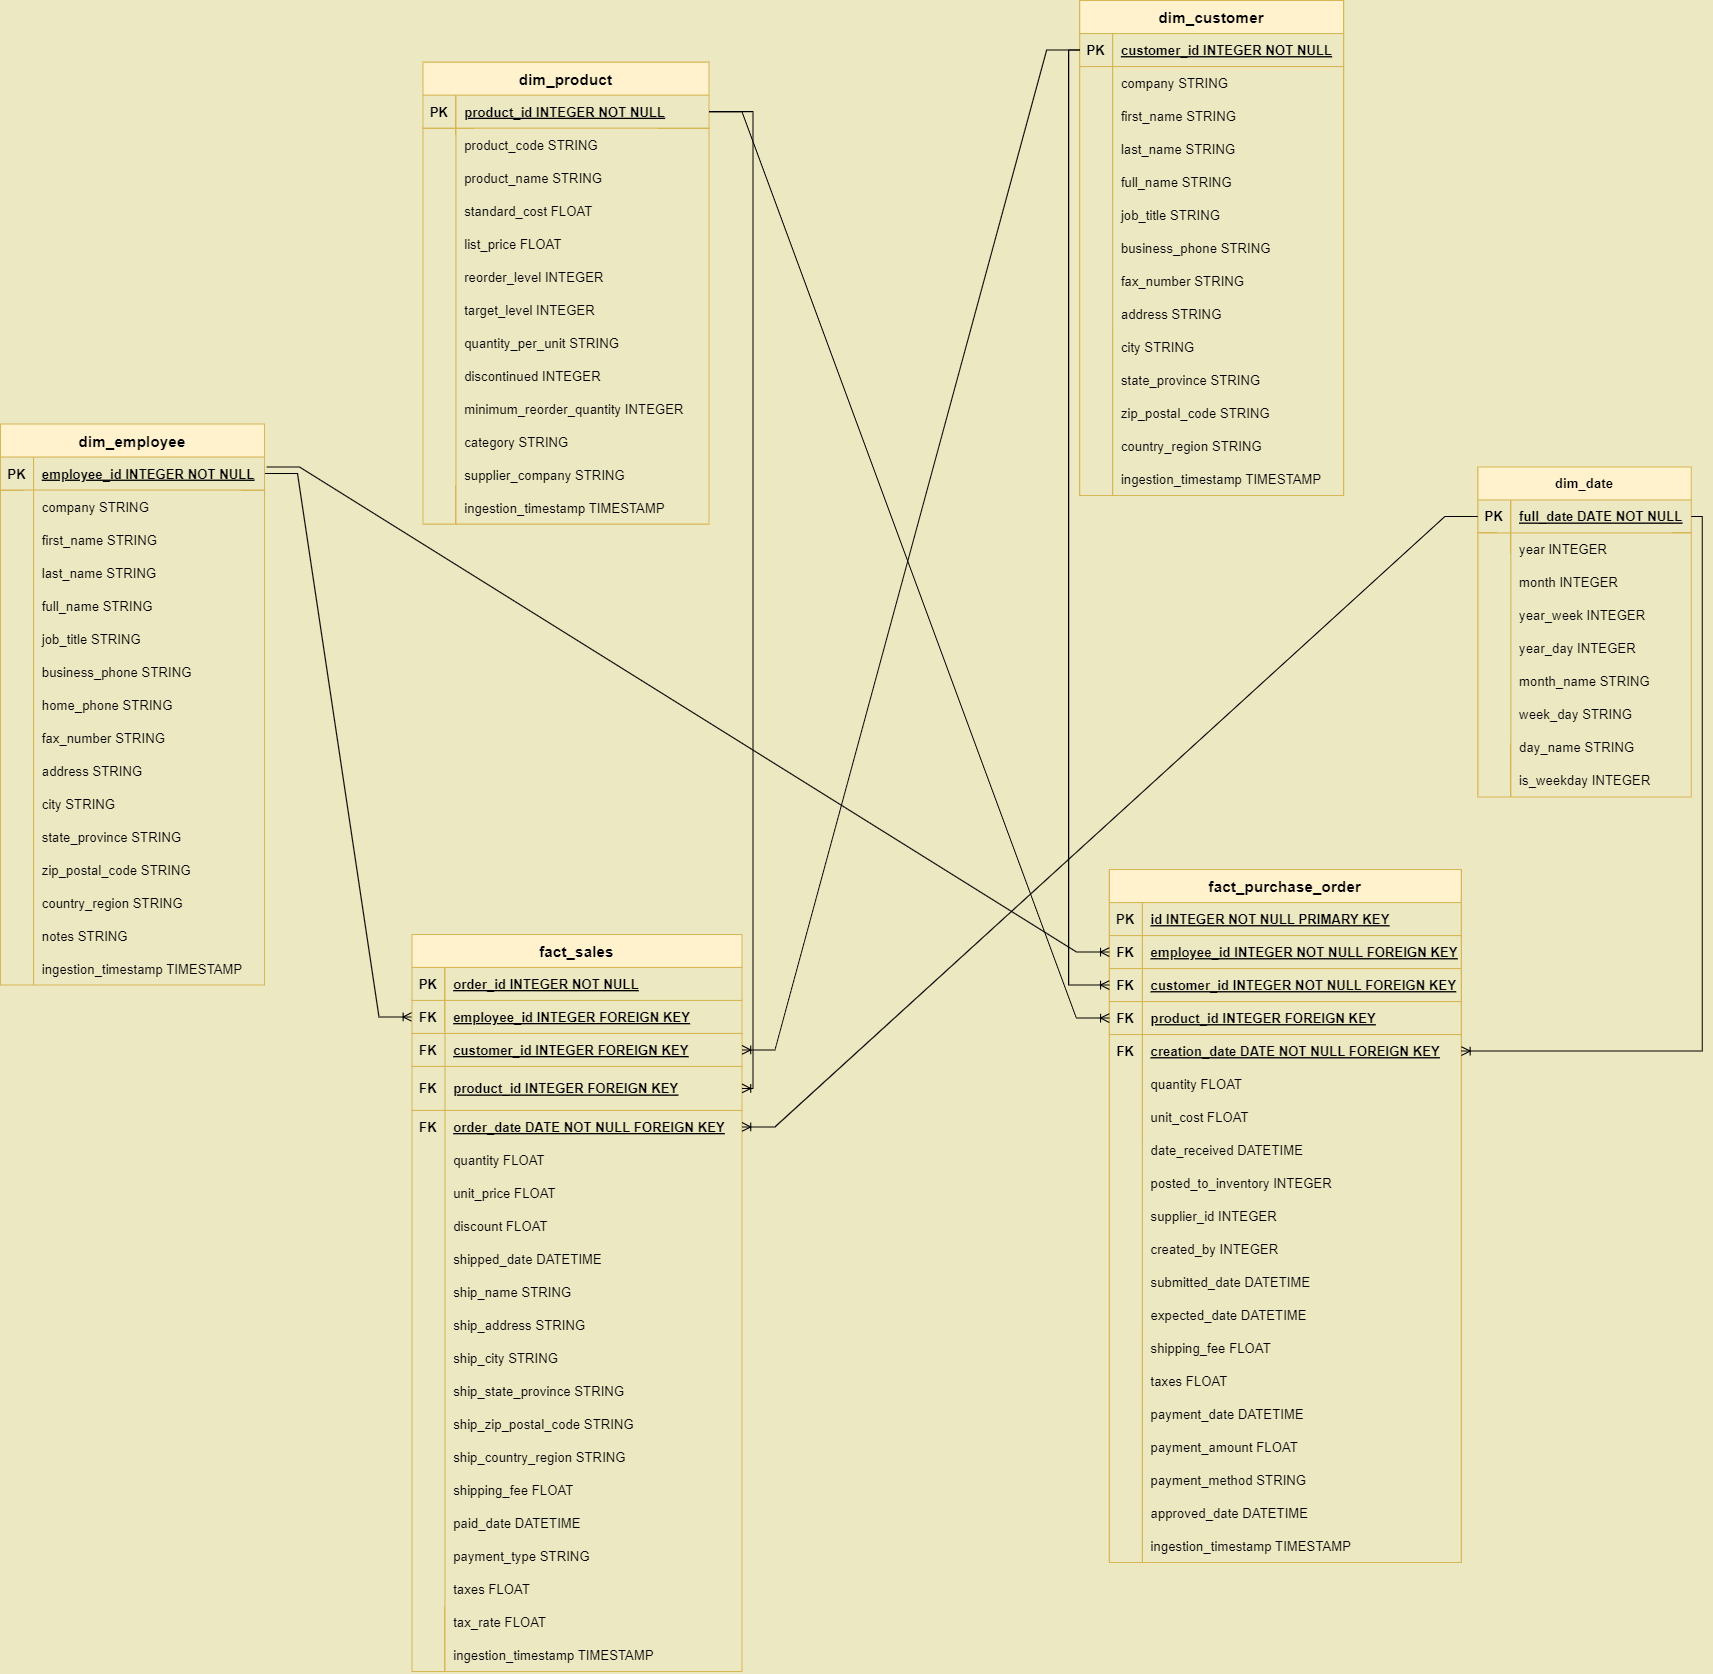 dim_customer
PK customer_id INTEGER NOT NULL
company STRING
first_name STRING
last_name STRING
full_name STRING
job_title STRING
business_phone STRING
fax_number STRING
address STRING
city STRING
state_province STRING
zip_postal_code STRING
country_region STRING
ingestion_timestamp TIMESTAMP
dim_product
PK product_id INTEGER NOT NULL
product_code STRING
product_name STRING
standard_cost FLOAT
list_price FLOAT
reorder_level INTEGER
target_level INTEGER
quantity_per_unit STRING
discontinued INTEGER
minimum_reorder_quantity INTEGER
category STRING
supplier_company STRING
ingestion_timestamp TIMESTAMP
dim_employee
PK employee_id INTEGER NOT NULL
company STRING
first_name STRING
last_name STRING
full_name STRING
job_title STRING
business_phone STRING
home_phone STRING
fax_number STRING
address STRING
city STRING
state_province STRING
zip_postal_code STRING
country_region STRING
notes STRING
ingestion_timestamp TIMESTAMP
dim_date
PK full_date DATE NOT NULL
year INTEGER
month INTEGER
year_week INTEGER
year_day INTEGER
month_name STRING
week_day STRING
day_name STRING
is_weekday INTEGER
fact_sales
PK order_id INTEGER NOT NULL
FK employee_id INTEGER FOREIGN KEY
FK customer_id INTEGER FOREIGN KEY
FK product_id INTEGER FOREIGN KEY
FK order_date DATE NOT NULL FOREIGN KEY
quantity FLOAT
unit_price FLOAT
discount FLOAT
shipped_date DATETIME
ship_name STRING
ship_address STRING
ship_city STRING
ship_state_province STRING
ship_zip_postal_code STRING
ship_country_region STRING
shipping_fee FLOAT
paid_date DATETIME
payment_type STRING
taxes FLOAT
tax_rate FLOAT
ingestion_timestamp TIMESTAMP
fact_purchase_order
PK id INTEGER NOT NULL PRIMARY KEY
FK employee_id INTEGER NOT NULL FOREIGN KEY
FK customer_id INTEGER NOT NULL FOREIGN KEY
FK product_id INTEGER FOREIGN KEY
FK creation_date DATE NOT NULL FOREIGN KEY
quantity FLOAT
unit_cost FLOAT
date_received DATETIME
posted_to_inventory INTEGER
supplier_id INTEGER
created_by INTEGER
submitted_date DATETIME
expected_date DATETIME
shipping_fee FLOAT
taxes FLOAT
payment_date DATETIME
payment_amount FLOAT
payment_method STRING
approved_date DATETIME
ingestion_timestamp TIMESTAMP